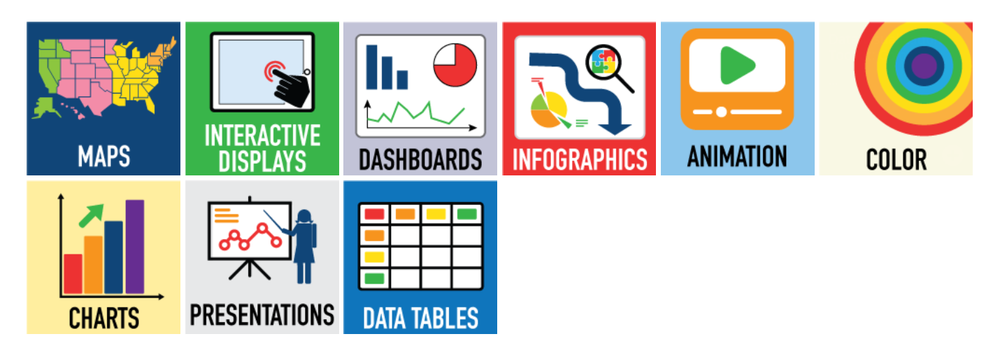 MAPS
INTERACTIVE
DISPLAYS
DASHBOARDS
INFOGRAPHICS
ANIMATION
COLOR
CHARTS
PRESENTATIONS
DATA TABLES